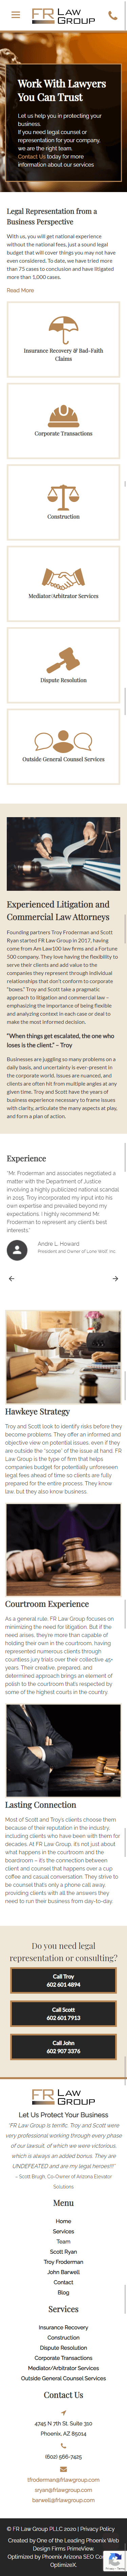 FR LAW
GROUP
Work With Lawyers
You Can Trust
Let us help you in protecting your
business.
If you need legal counsel or
representation for your company,
we are the right team.
Contact Us today for more
information about our services
Legal Representation from a
Business Perspective
With us, you will get national experience
without the national fees, just a sound legal
budget that will cover things you may not have
even considered. To date, we have tried more
than 75 cases to conclusion and have litigated
more than 1,000 cases.
Read More
Insurance Recovery & Bad-Faith
Claims
Corporate Transactions
Construction
Mediator/Arbitrator Services
Dispute Resolution
Outside General Counsel Services
Experienced Litigation and
Commercial Law Attorneys
Founding partners Troy Froderman and Scott
Ryan started FR Law Group in 2017, having
come from Am Law100 law firms and a Fortune
500 company. They love having the flexibility to
serve their clients and add value to the
companies they represent through individual
relationships that don't require corporate
"boxes." Troy and Scott take a pragmatic
approach to litigation and commercial law –
emphasizing the importance of being flexible
and analyzing context in each case or deal to
make the most informed decision.
"When things get escalated, the one who
loses is the client." – Troy
Businesses are juggling so many problems on a
daily basis. Uncertainty is ever-present in the
corporate world. Issues are nuanced, and
clients are often hit from multiple angles at any
given time. Troy and Scott have the years of
business experience necessary to frame issues
with clarity, articulate the many aspects at play,
and form a plan of action.
Experience
"Mr. Froderman and associates negotiated a
matter with the Department of Justice
involving a highly publicized national scandal
in 2015. Troy incorporated my input into his
own expertise and proceeded beyond my
expectations. I highly recommend Mr.
Froderman to represent any client's best
interest."
Andre L. Howard
President and Owner of Lone Wolf, Inc.
Hawkeye Strategy
Troy and Scott look to identify risks before they
become problems. They offer an informed and
objective view on potential missteps, even if
they are outside the "scope" of the issue at hand. FR
Law Group is the type of firm that helps
companies budget for potentially unforeseen
legal fees ahead of time so clients are fully
prepared for the entire process. They know
law, but they also know business.
Courtroom Experience
As a general rule, FR Law Group focuses on
minimizing the need for litigation. But if the
need arises, they're more than capable of
holding their own in the courtroom, having
represented numerous clients through
countless jury trials over their collective 45+
years. Their creative, prepared, and
determined approach brings an element of
polish to the courtroom that's respected by
companies and clients within the country.
Lasting Connection
Most of Scott and Troy's clients choose them
because of their reputation in the industry,
including clients who have been with them for
decades. At FR Law Group, it's not just about
what happens in the courtroom and the
boardroom – it's the connection between
client and counsel that happens over a cup
coffee and casual conversation. They strive to
be counsel that's only a phone call away,
providing clients with all the answers they
need to run their business from day-to-day.
Do you need legal
representation or consulting?
Call Troy
602 601 4894
Call Scott
602 601 7913
Call John
602 907 3376
FR LAW
GROUP
Let Us Protect Your Business
"FR Law Group is terrific. Troy and Scott were
very professional working through every phase
of our lawsuit, of which we were victorious,
which is always an added bonus. They are
UNDEFEATED and are my legal heroes!!!"
– Scott Brugh, Co-Owner of Arizona Elevator
Solutions
Menu
Home
Services
Team
Scott Ryan
Troy Froderman
John Barwell
Contact
Blog
Services
Insurance Recovery
Construction
Dispute Resolution
Corporate Transactions
Mediator/Arbitrator Services
Outside General Counsel Services
Contact Us
4745 N 7th St. Suite 310
Phoenix, AZ 85014
(602) 566-7425
tfroderman@frlawgroup.com
sryan@frlawgroup.com
barwell@frlawgroup.com
© FR Law Group PLLC 2020 | Privacy Policy
Created by One of the Leading Phoenix Web
Design Firms PrimeView
Optimized by Phoenix Arizona SEO Co
OptimizeX.